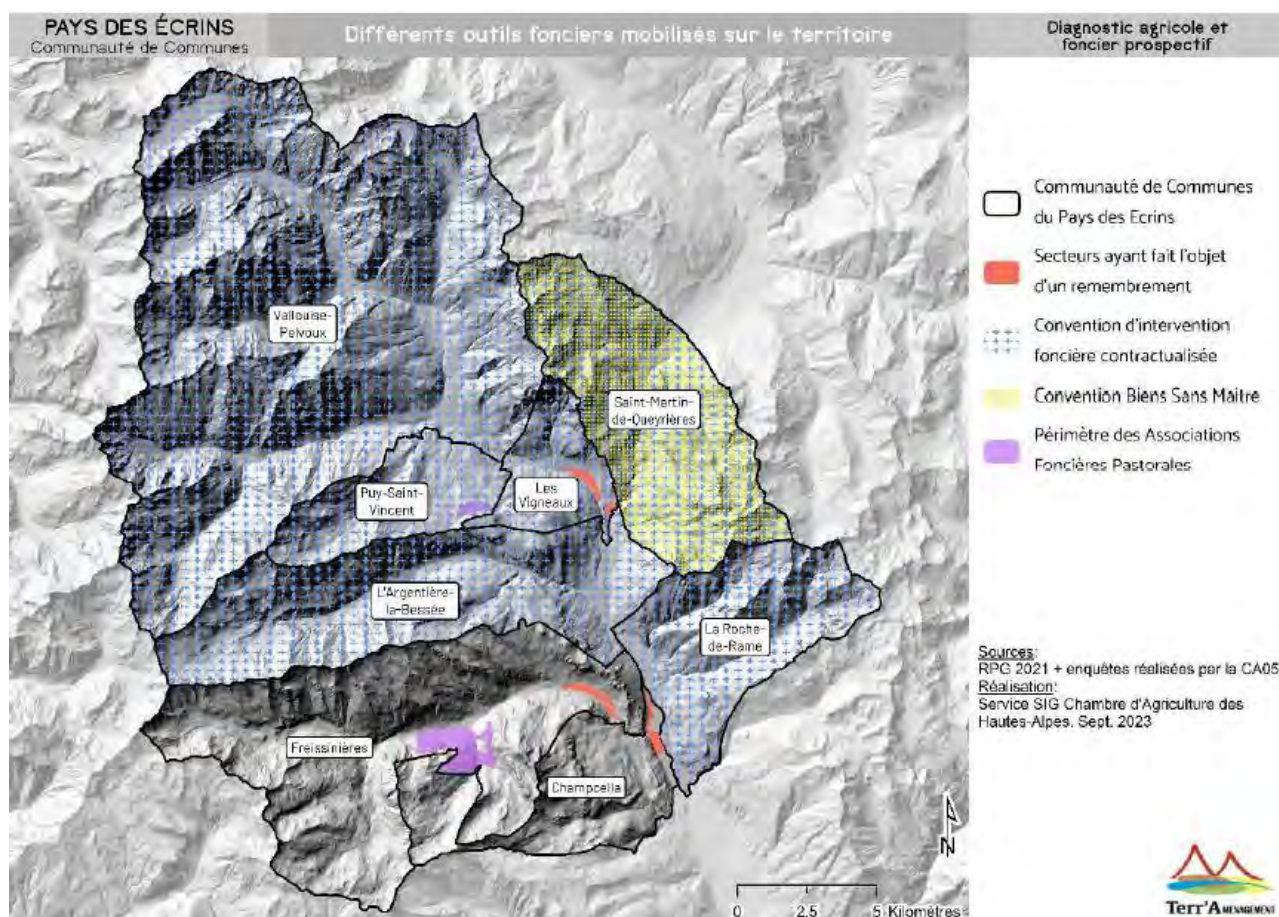 PAYS DES ÉCRINS
Communauté de Communes
Différents outils fonciers mobilisés sur le territoire
Diagnostic agricole et
foncier prospectif
Communauté de Communes
du Pays des Ecrins
Secteurs ayant fait l'objet
d'un remembrement
Convention d'intervention
foncière contractualisée
Convention Biens Sans Maitre
Périmètre des Associations
Foncières Pastorales
Vallouise-
Pelvoux
Saint-Martin-
de-Queyrières
Puy-Saint-
Vincent
Les
Vigneaux
L'Argentière-
la-Bessée
La Roche-
de-Rame
Freissinières
Champcella
Sources:
RPG 2021 + enquêtes réalisées par la CA05
Réalisation:
Service SIG Chambre d'Agriculture des
Hautes-Alpes. Sept. 2023
N
0 2,5 5 Kilomètres
Terr'AMENAGEMENT